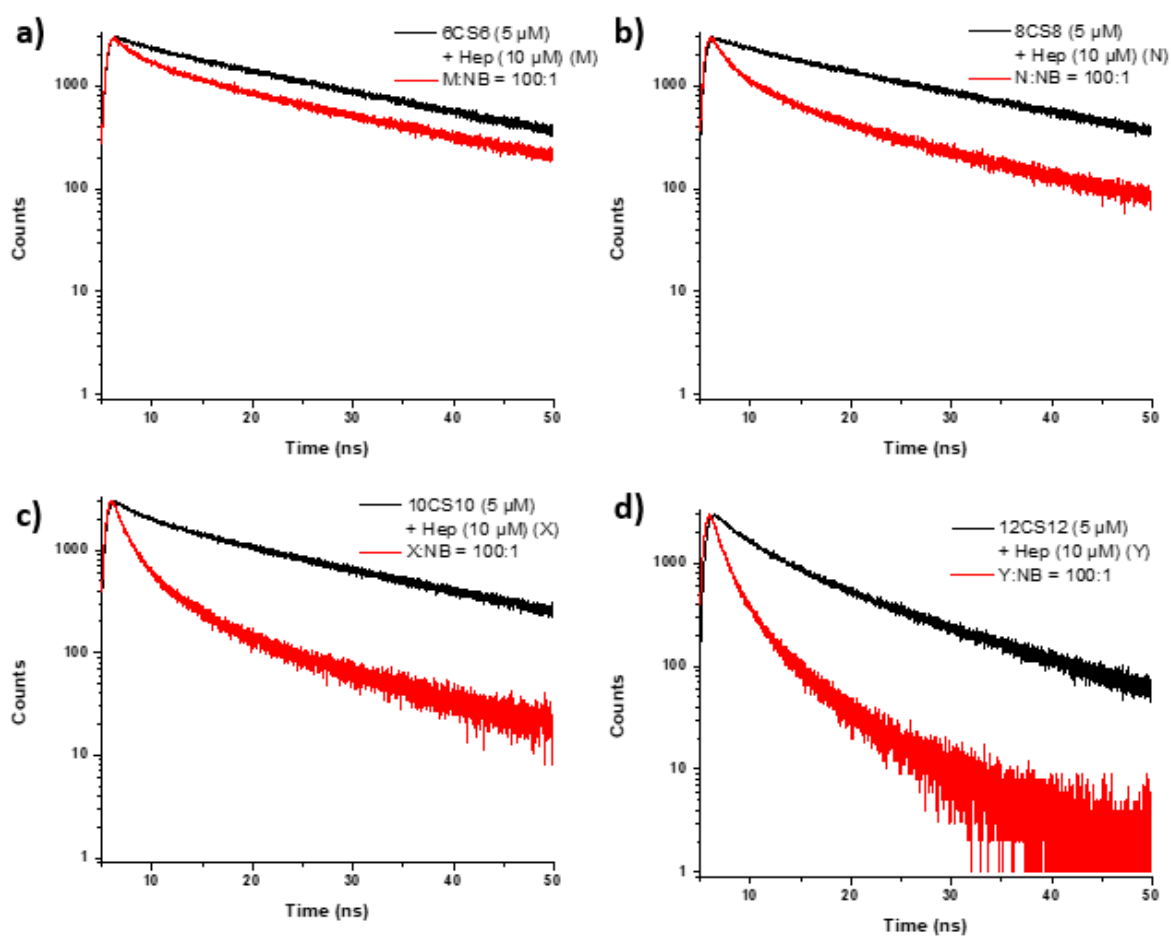 a)
6CS6 (5 µM)
+ Hep (10 µM) (M)
M:NB = 100:1
1000
100
10
1
Counts
10 20 30 40 50
Time (ns)
b)
8CS8 (5 µM)
+ Hep (10 µM) (N)
N:NB = 100:1
1000
100
10
1
Counts
10 20 30 40 50
Time (ns)
c)
10CS10 (5 µM)
+ Hep (10 µM) (X)
X:NB = 100:1
1000
100
10
1
Counts
10 20 30 40 50
Time (ns)
d)
12CS12 (5 µM)
+ Hep (10 µM) (Y)
Y:NB = 100:1
1000
100
10
1
Counts
10 20 30 40 50
Time (ns)